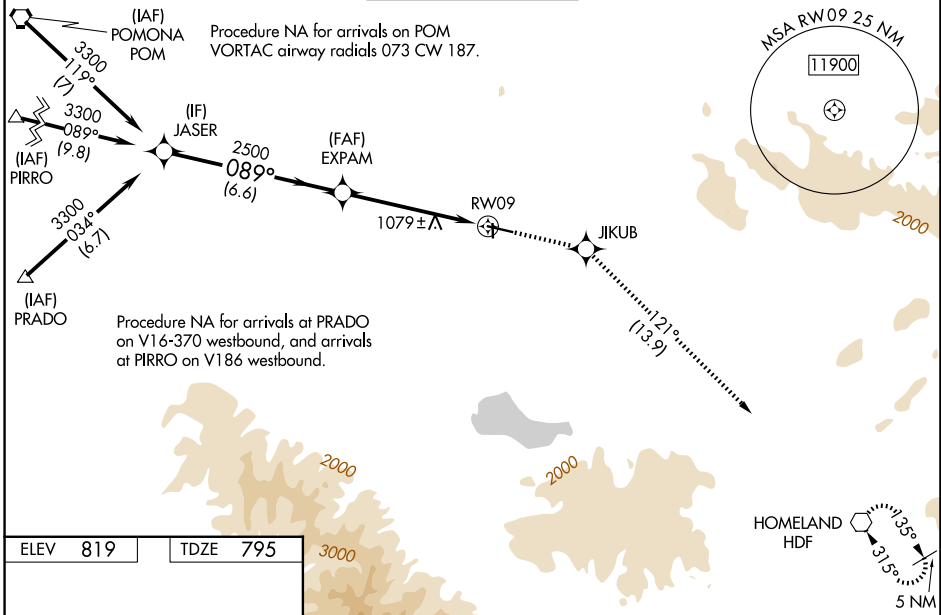 (IAF)
POMONA
POM
Procedure NA for arrivals on POM
VORTAC airway radials 073 CW 187.
MSA RW09 25 NM
11900
3300
119°
(7)
3300
089°
(9.8)
(IAF)
PIRRO
(IF)
JASER
2500
089°
(6.6)
(FAF)
EXPAM
1079±
RW09
JIKUB
2000
3300
034°
(6.7)
(IAF)
PRADO
121°
(13.9)
Procedure NA for arrivals at PRADO
on V16-370 westbound, and arrivals
at PIRRO on V186 westbound.
2000
2000
3000
HOMELAND
HDF
135°
315°
5 NM
ELEV 819
TDZE 795